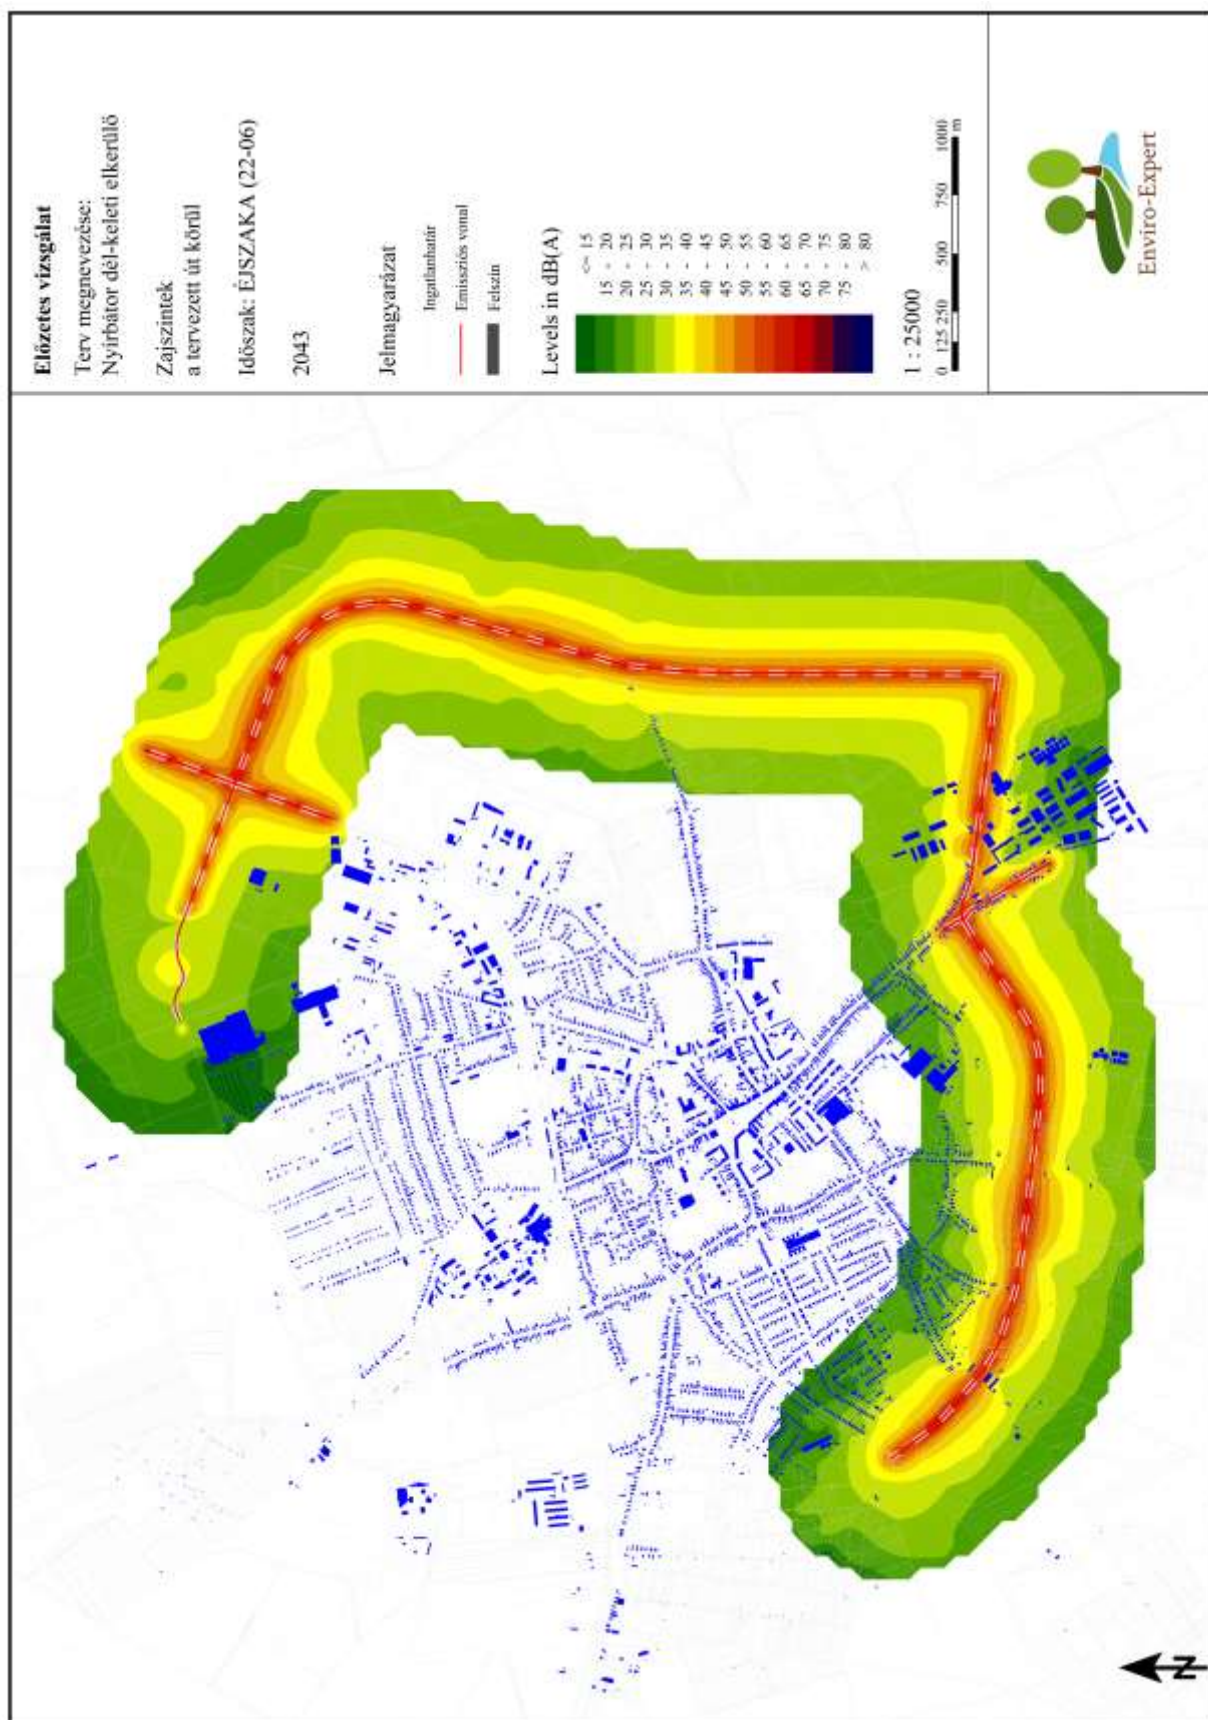 Előzetes vizsgálat
Terv megnevezése:
Nyírbátor dél-keleti elkerülő
Zajszintek
a tervezett út körül
Időszak: ÉJSZAKA (22-06)
2043
Jelmagyarázat
Ingatlanhatár
Emissziós vonal
Felszín
Levels in dB(A)
<= 15
15 - 20
20 - 25
25 - 30
30 - 35
35 - 40
40 - 45
45 - 50
50 - 55
55 - 60
60 - 65
65 - 70
70 - 75
75 - 80
> 80
1 : 25000
0 125 250 500 750 1000
m
Enviro-Expert
N